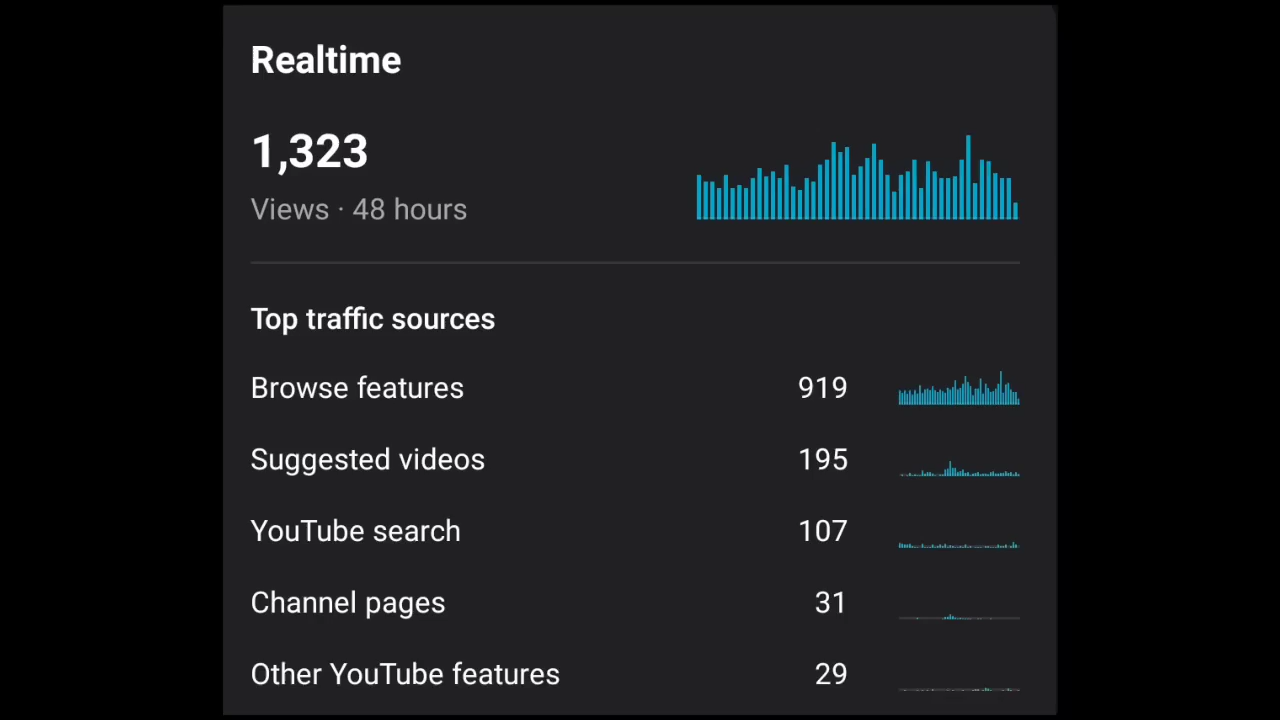 Realtime
1,323
Views · 48 hours
Top traffic sources
Browse features 919
Suggested videos 195
YouTube search 107
Channel pages 31
Other YouTube features 29